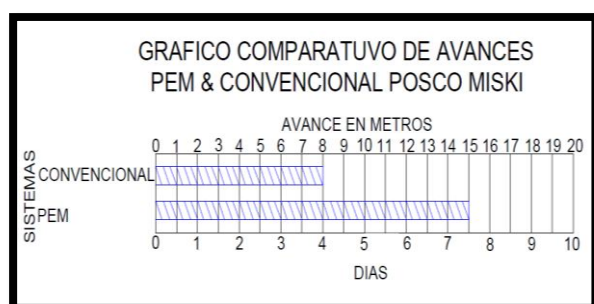 GRAFICO COMPARATUVO DE AVANCES
PEM & CONVENCIONAL POSCO MISKI
AVANCE EN METROS
0 1 2 3 4 5 6 7 8 9 10 11 12 13 14 15 16 17 18 19 20
SISTEMAS
CONVENCIONAL
PEM
0 1 2 3 4 5 6 7 8 9 10
DIAS